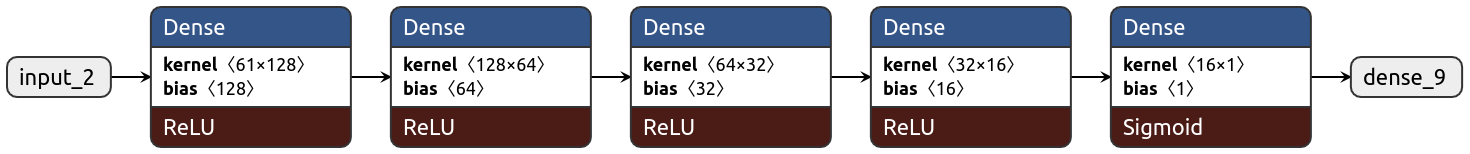 input_2
Dense
kernel〈61×128〉
bias〈128〉
ReLU
Dense
kernel〈128×64〉
bias〈64〉
ReLU
Dense
kernel〈64×32〉
bias〈32〉
ReLU
Dense
kernel〈32×16〉
bias〈16〉
ReLU
Dense
kernel〈16×1〉
bias〈1〉
Sigmoid
dense_9